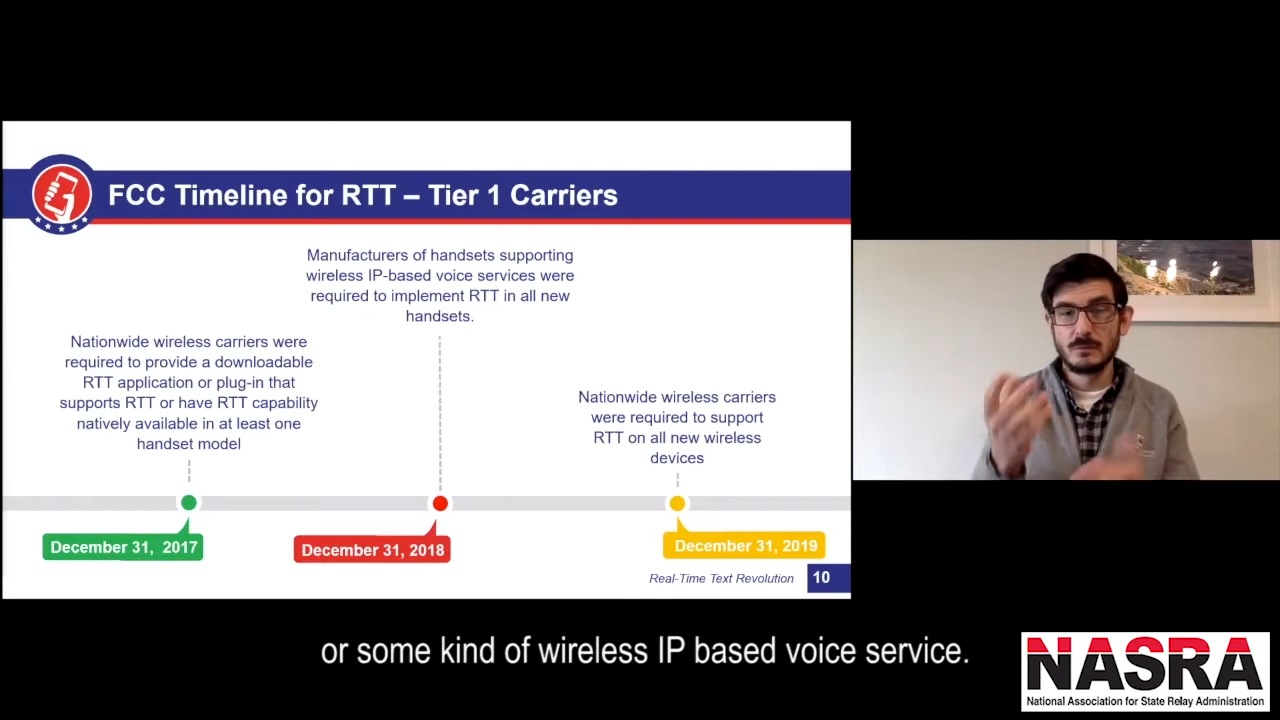 FCC Timeline for RTT – Tier 1 Carriers
Manufacturers of handsets supporting
wireless IP-based voice services were
required to implement RTT in all new
handsets.
Nationwide wireless carriers were
required to provide a downloadable
RTT application or plug-in that
supports RTT or have RTT capability
natively available in at least one
handset model
Nationwide wireless carriers
were required to support
RTT on all new wireless
devices
December 31, 2017
December 31, 2018
December 31, 2019
Real-Time Text Revolution
10
or some kind of wireless IP based voice service.
NASRA
National Association for State Relay Administration